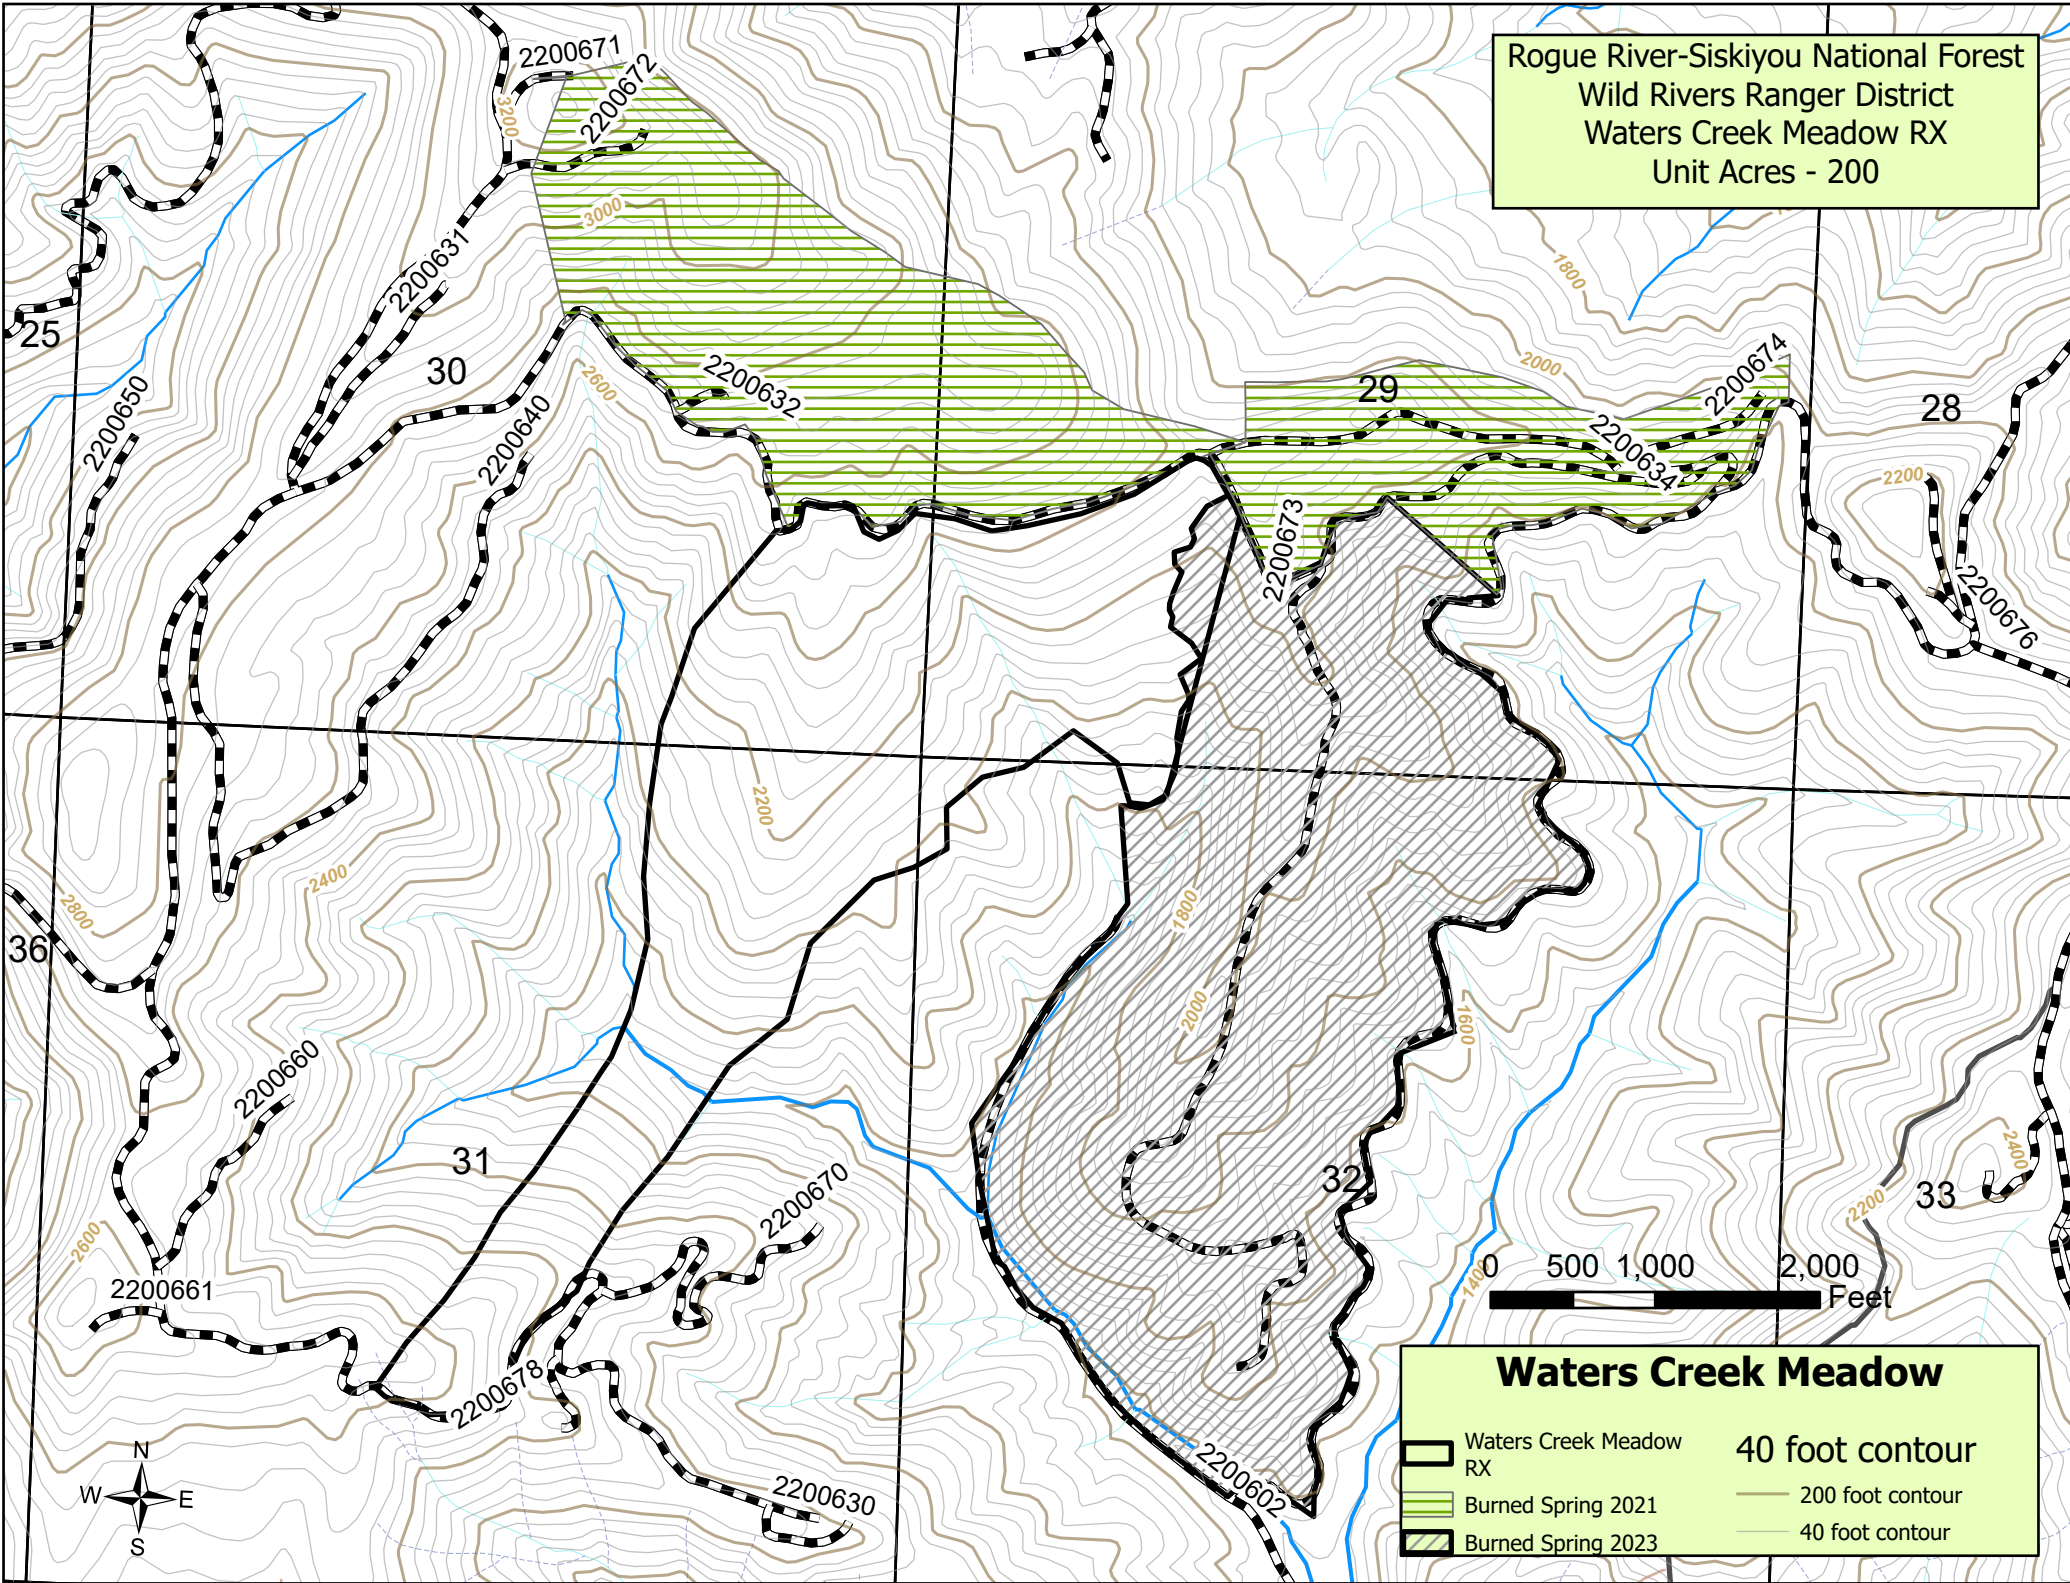 Rogue River-Siskiyou National Forest
Wild Rivers Ranger District
Waters Creek Meadow RX
Unit Acres - 200
2200671
2200672
3200
3000
2200631
1800
25
30
2600
2200632
2000
2200674
29
28
2200650
2200640
2200634
2200
2200673
2200676
2200
2400
1800
2800
36
2000
1600
2200660
31
2200670
32
2400
2200
33
2600
2200661
1400
0 500 1,000 2,000
Feet
2200678
2200630
2200602
N
W E
S
Waters Creek Meadow
Waters Creek Meadow
RX
Burned Spring 2021
Burned Spring 2023
40 foot contour
200 foot contour
40 foot contour